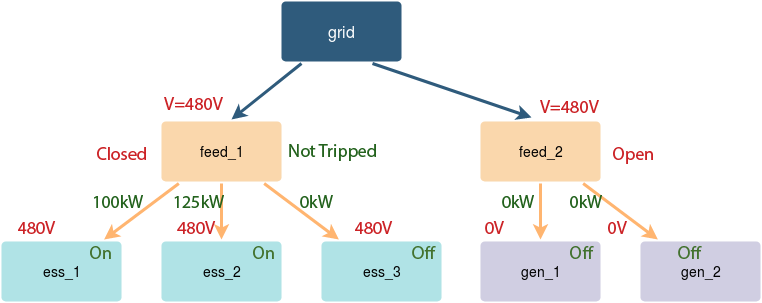 grid
V=480V
V=480V
Closed
feed_1
Not Tripped
feed_2
Open
100kW
125kW
0kW
0kW
0kW
480V
480V
480V
0V
0V
On
On
Off
Off
Off
ess_1
ess_2
ess_3
gen_1
gen_2